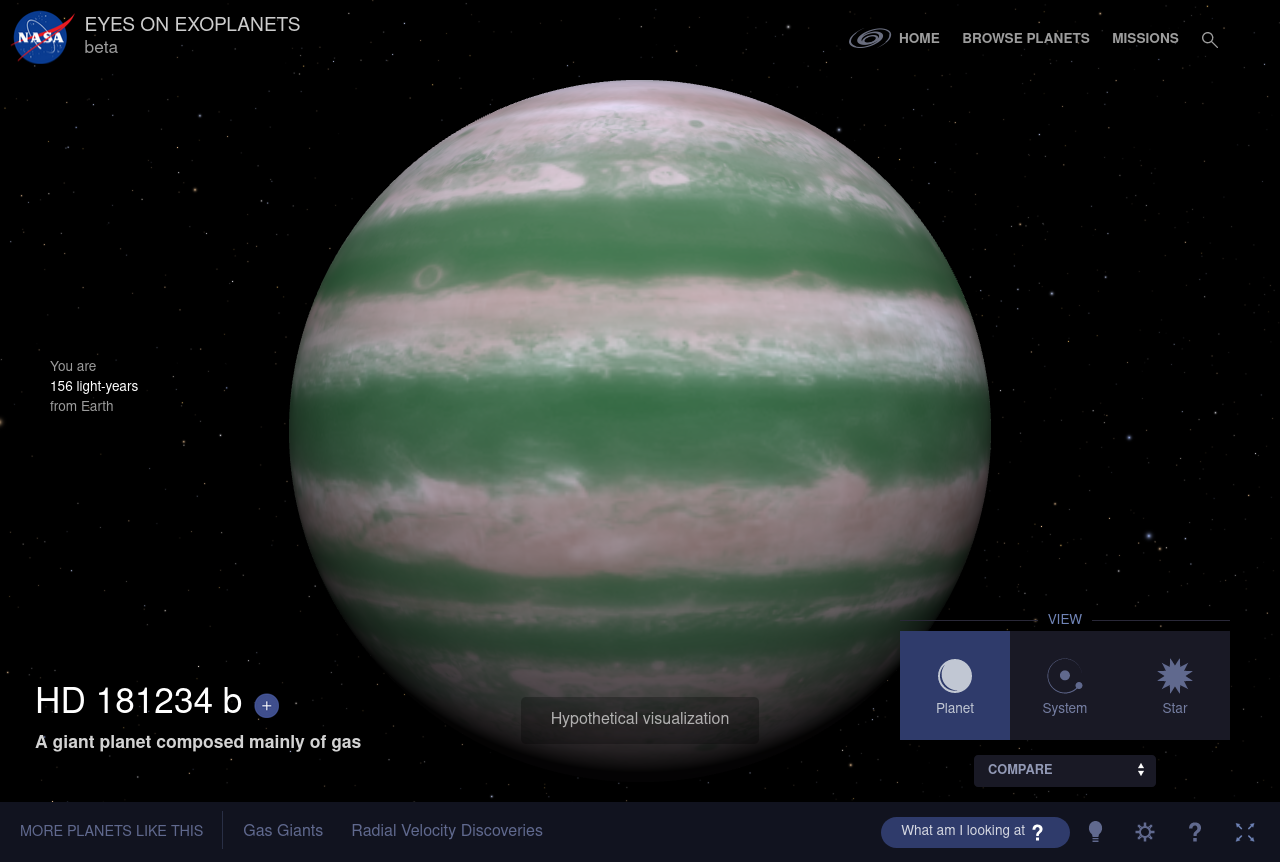 NASA
EYES ON EXOPLANETS
beta
HOME
BROWSE PLANETS
MISSIONS
You are
156 light-years
from Earth
HD 181234 b +
A giant planet composed mainly of gas
Hypothetical visualization
VIEW
Planet
System
Star
COMPARE
MORE PLANETS LIKE THIS
Gas Giants
Radial Velocity Discoveries
What am I looking at ?
?